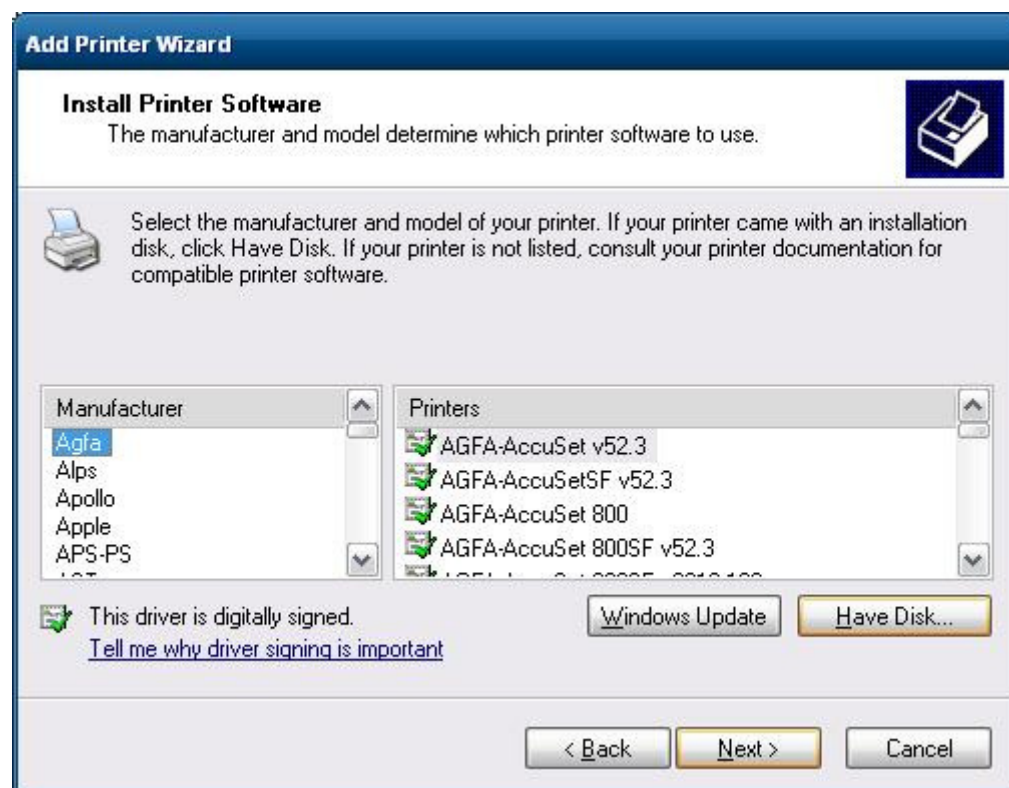 Add Printer Wizard
Install Printer Software
The manufacturer and model determine which printer software to use.
Select the manufacturer and model of your printer. If your printer came with an installation
disk, click Have Disk. If your printer is not listed, consult your printer documentation for
compatible printer software.
Manufacturer
Agfa
Alps
Apollo
Apple
APS-PS
Printers
AGFA-AccuSet v52.3
AGFA-AccuSetSF v52.3
AGFA-AccuSet 800
AGFA-AccuSet 800SF v52.3
This driver is digitally signed.
Tell me why driver signing is important
Windows Update
Have Disk...
< Back
Next >
Cancel